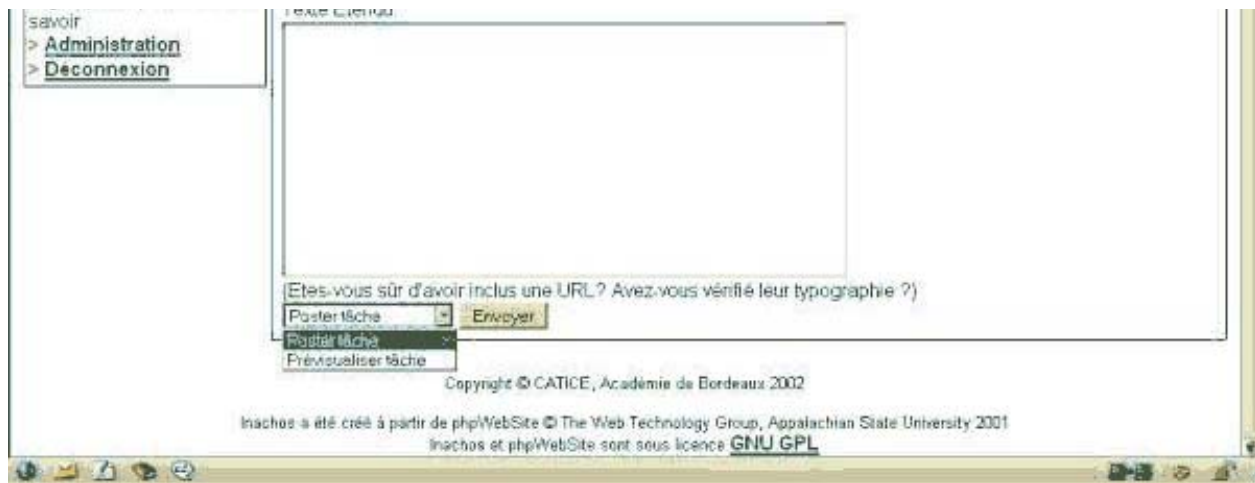 savoir
> Administration
> Déconnexion
Texte Etendu
(Etes-vous sûr d'avoir inclus une URL? Avez-vous vérifié leur typographie ?)
Poster tâche
Envoyer
Poster tâche
Prévisualiser tâche
Copyright © CATICE, Académie de Bordeaux 2002
Inachos a été créé à partir de phpWebSite © The Web Technology Group, Appalachian State University 2001
Inachos et phpWebSite sont sous licence GNU GPL